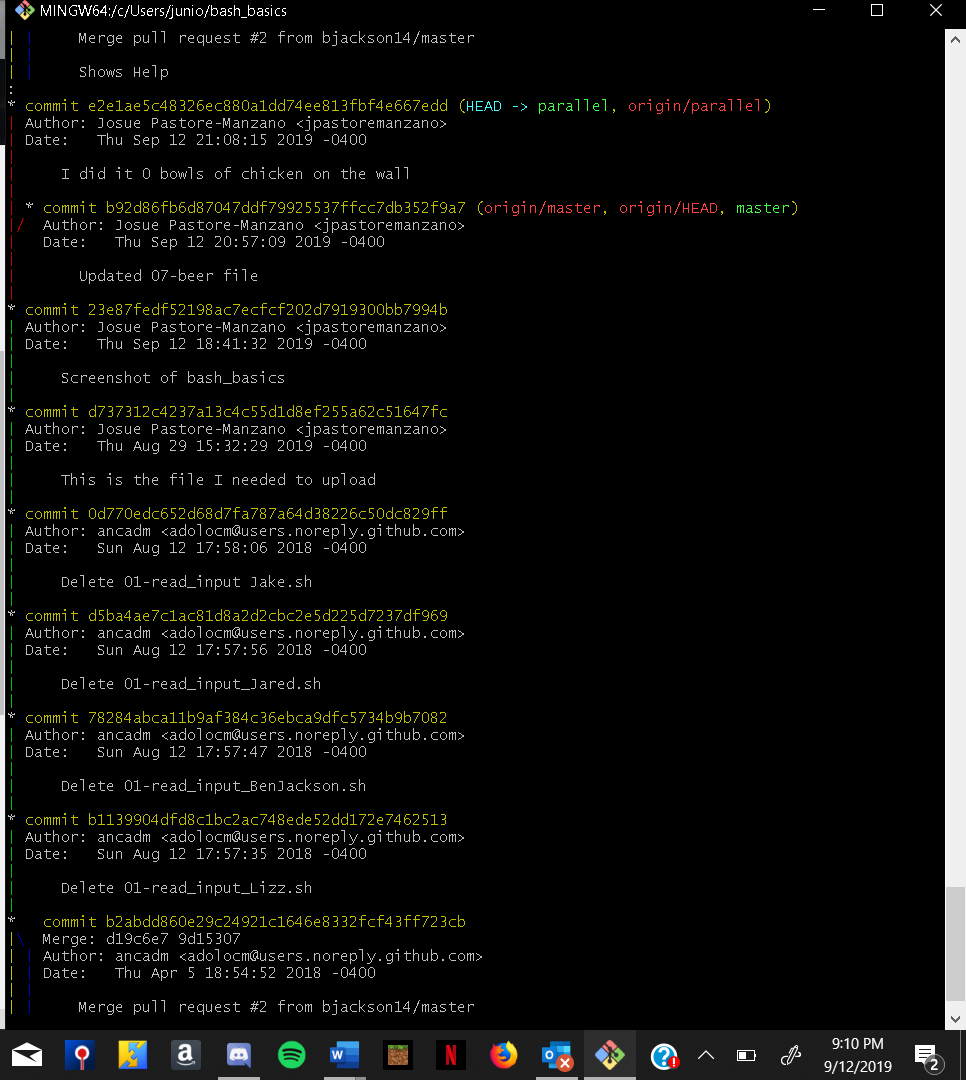 MINGW64:/c/Users/junio/bash_basics
Merge pull request #2 from bjackson14/master
Shows Help
:
* commit e2e1ae5c48326ec880a1dd74ee813fbf4e667edd (HEAD -> parallel, origin/parallel)
| Author: Josue Pastore-Manzano <jpastoremanzano>
| Date:   Thu Sep 12 21:08:15 2019 -0400
|
|     I did it 0 bowls of chicken on the wall
|
| * commit b92d86fb6d87047ddf79925537ffcc7db352f9a7 (origin/master, origin/HEAD, master)
|/  Author: Josue Pastore-Manzano <jpastoremanzano>
|   Date:   Thu Sep 12 20:57:09 2019 -0400
|
|       Updated 07-beer file
|
* commit 23e87fedf52198ac7ecfcf202d7919300bb7994b
| Author: Josue Pastore-Manzano <jpastoremanzano>
| Date:   Thu Sep 12 18:41:32 2019 -0400
|
|     Screenshot of bash_basics
|
* commit d737312c4237a13c4c55d1d8ef255a62c51647fc
| Author: Josue Pastore-Manzano <jpastoremanzano>
| Date:   Thu Aug 29 15:32:29 2019 -0400
|
|     This is the file I needed to upload
|
* commit 0d770edc652d68d7fa787a64d38226c50dc829ff
| Author: ancadm <adolocm@users.noreply.github.com>
| Date:   Sun Aug 12 17:58:06 2018 -0400
|
|     Delete 01-read_input Jake.sh
|
* commit d5ba4ae7c1ac81d8a2d2cbc2e5d225d7237df969
| Author: ancadm <adolocm@users.noreply.github.com>
| Date:   Sun Aug 12 17:57:56 2018 -0400
|
|     Delete 01-read_input_Jared.sh
|
* commit 78284abca11b9af384c36ebca9dfc5734b9b7082
| Author: ancadm <adolocm@users.noreply.github.com>
| Date:   Sun Aug 12 17:57:47 2018 -0400
|
|     Delete 01-read_input_BenJackson.sh
|
* commit b1139904dfd8c1bc2ac748ede52dd172e7462513
| Author: ancadm <adolocm@users.noreply.github.com>
| Date:   Sun Aug 12 17:57:35 2018 -0400
|
|     Delete 01-read_input_Lizz.sh
|
*   commit b2abdd860e29c24921c1646e8332fcf43ff723cb
|\  Merge: d19c6e7 9d15307
| | Author: ancadm <adolocm@users.noreply.github.com>
| | Date:   Thu Apr 5 18:54:52 2018 -0400
| |
| |     Merge pull request #2 from bjackson14/master
9:10 PM
9/12/2019
2